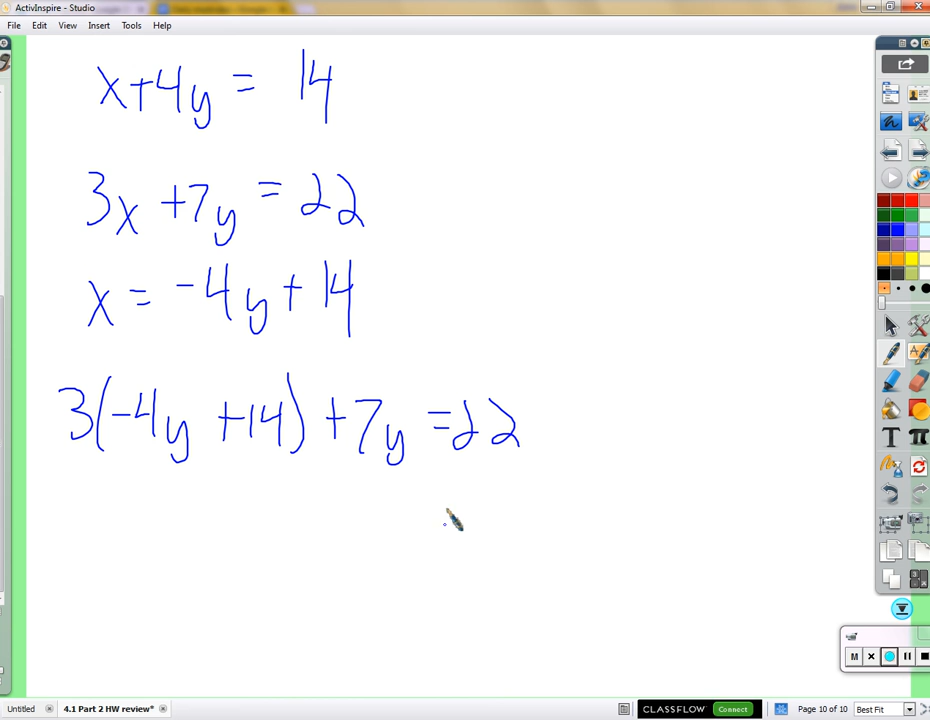 ActivInspire - Studio
File Edit View Insert Tools Help
x+4y = 14
3x +7y = 22
x = -4y + 14
3(-4y +14) +7y =22
M
Untitled 4.1 Part 2 HW review* CLASSFLOW Connect Page 10 of 10 Best Fit